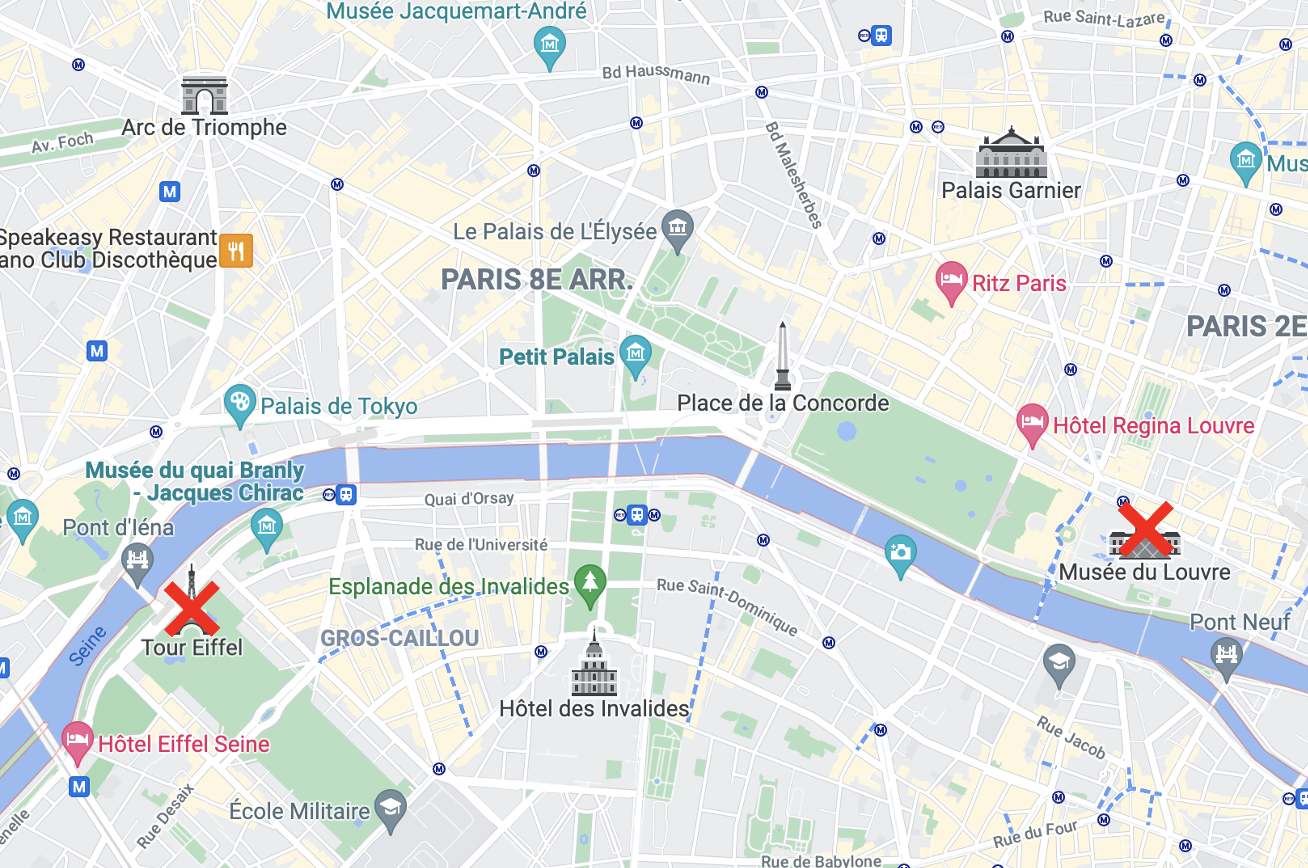 Musée Jacquemart-André
Rue Saint-Lazare
Bd Haussmann
Arc de Triomphe
Av. Foch
Bd Malesherbes
Palais Garnier
Mus
Speakeasy Restaurant
ano Club Discothèque
Le Palais de L'Élysée
PARIS 8E ARR.
Ritz Paris
PARIS 2E
Petit Palais
Place de la Concorde
Palais de Tokyo
Hôtel Regina Louvre
Musée du quai Branly
- Jacques Chirac
Quai d'Orsay
Pont d'Iéna
Rue de l'Université
Esplanade des Invalides
Rue Saint-Dominique
Musée du Louvre
Pont Neuf
GROS-CAILLOU
Tour Eiffel
Seine
Hôtel des Invalides
Hôtel Eiffel Seine
Rue Jacob
École Militaire
Rue Dessaix
enelle
Rue du Four
Rue de Babylone